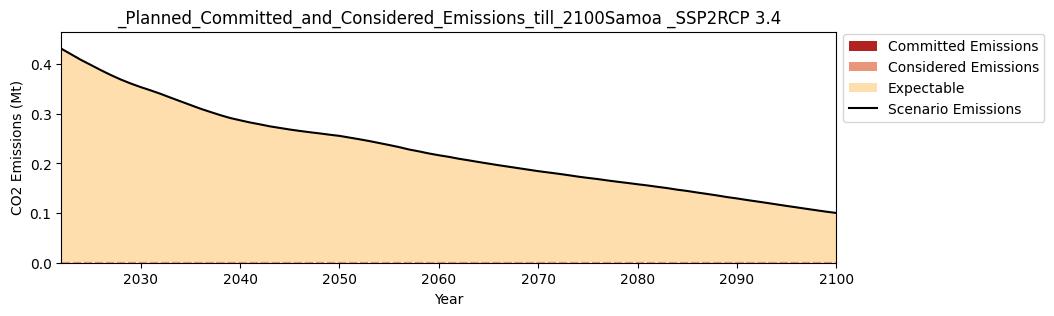 _Planned_Committed_and_Considered_Emissions_till_2100Samoa _SSP2RCP 3.4
CO2 Emissions (Mt)
0.4
0.3
0.2
0.1
0.0
2030 2040 2050 2060 2070 2080 2090 2100
Year
Committed Emissions
Considered Emissions
Expectable
Scenario Emissions